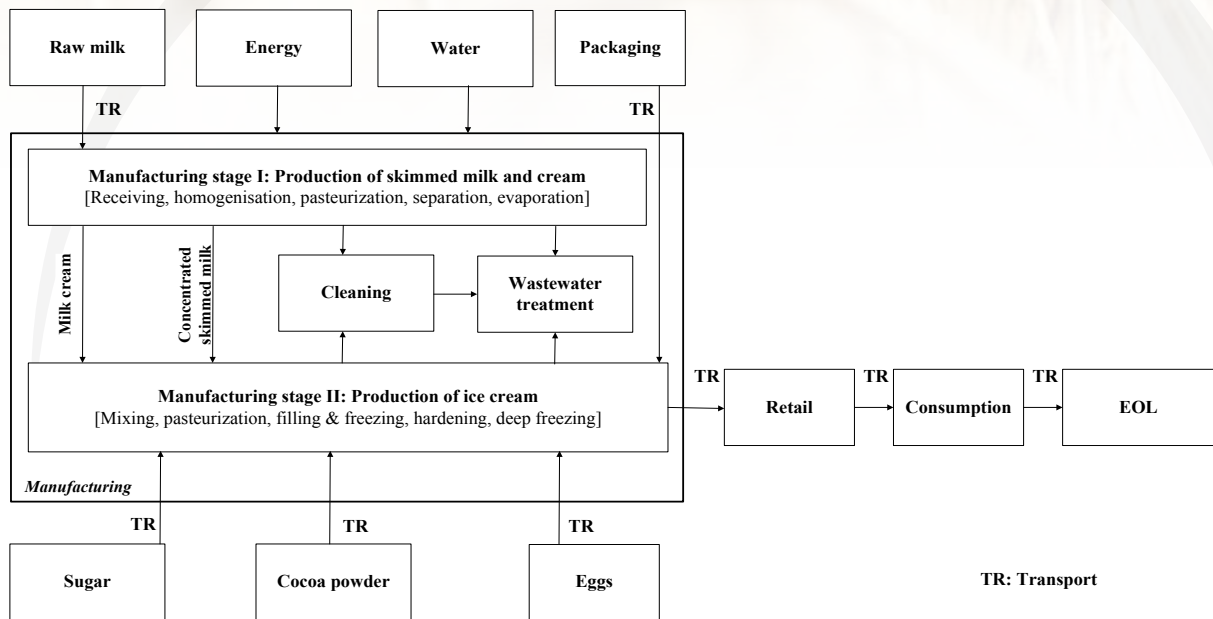 Raw milk
Energy
Water
Packaging
TR
TR
Manufacturing stage I: Production of skimmed milk and cream
[Receiving, homogenisation, pasteurization, separation, evaporation]
Milk cream
Concentrated
skimmed milk
Cleaning
Wastewater
treatment
Manufacturing stage II: Production of ice cream
[Mixing, pasteurization, filling & freezing, hardening, deep freezing]
Manufacturing
TR
Retail
TR
Consumption
TR
EOL
TR
TR
TR
Sugar
Cocoa powder
Eggs
TR: Transport